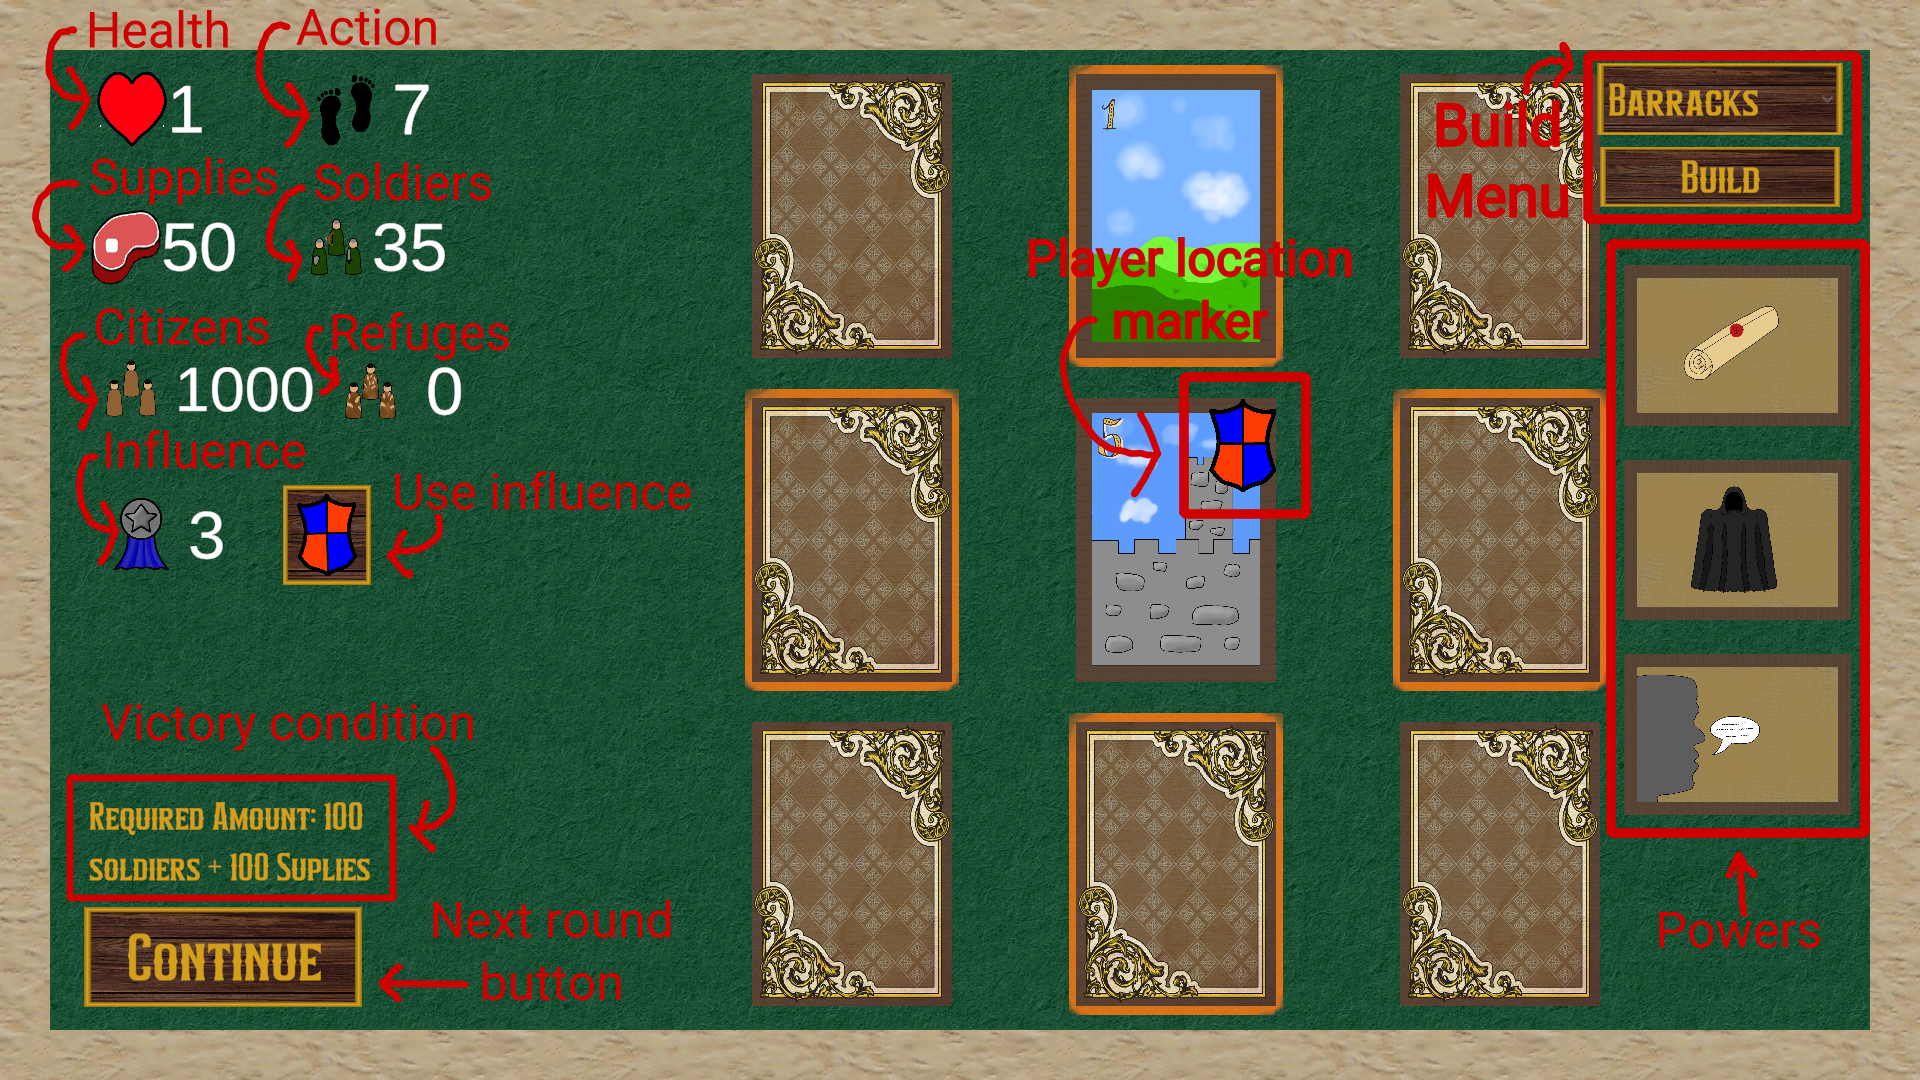 Health
Action
1
7
Supplies
Soldiers
50
35
Citizens
Refuges
1000
0
Influence
3
Use influence
Victory condition
Required Amount: 100
soldiers + 100 Suplies
Continue
Next round
button
1
Player location
marker
5
Build
Menu
Barracks
Build
Powers